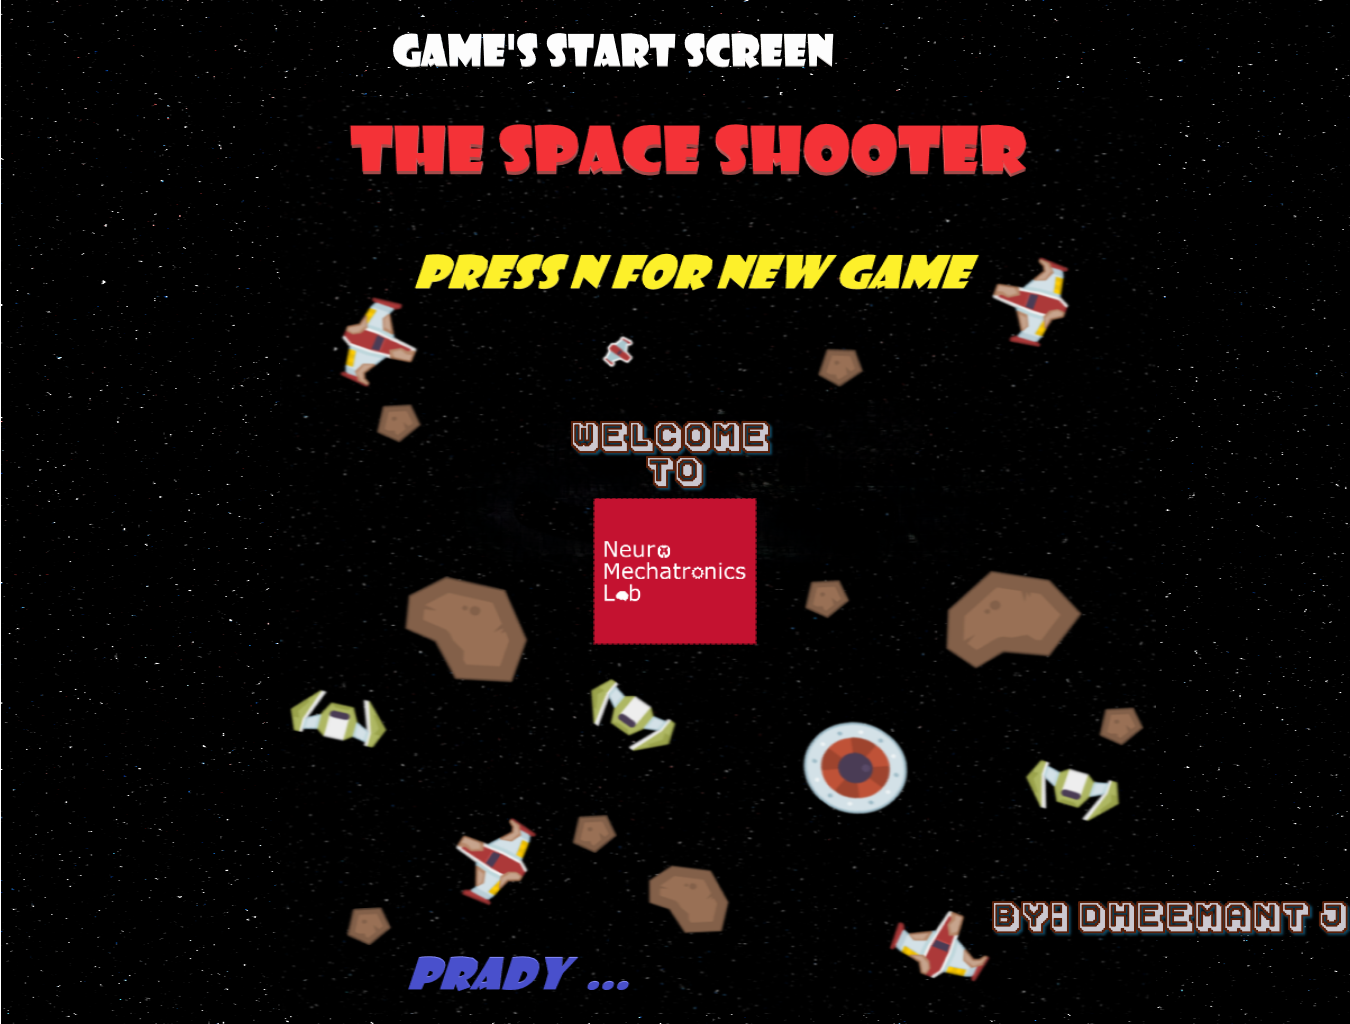 GAME'S START SCREEN
THE SPACE SHOOTER
PRESS N FOR NEW GAME
WELCOME
TO
Neuro
Mechatronics
Lab
BY: DHEEMANT J
PRADY ...